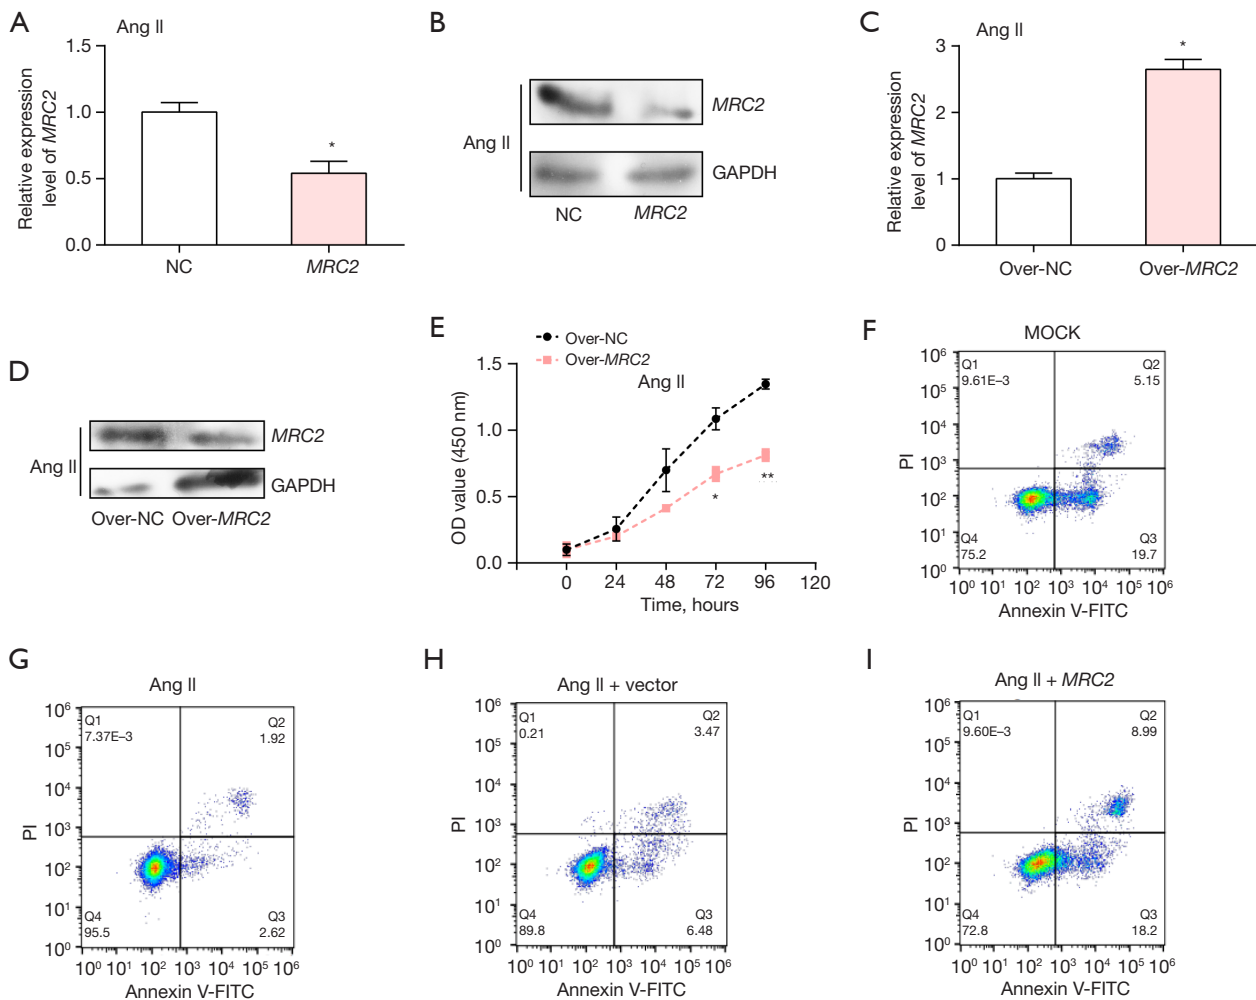 A
Ang II
Relative expression
level of MRC2
1.5
1.0
0.5
0.0
*
NC
MRC2
B
Ang II
MRC2
GAPDH
NC
MRC2
C
Ang II
Relative expression
level of MRC2
3
2
1
0
*
Over-NC
Over-MRC2
D
Ang II
MRC2
GAPDH
Over-NC Over-MRC2
E
Over-NC
Over-MRC2
Ang II
OD value (450 nm)
1.5
1.0
0.5
0.0
*
**
0 24 48 72 96 120
Time, hours
F
MOCK
Q1
9.61E–3
Q2
5.15
Q4
75.2
Q3
19.7
PI
10⁶
10⁵
10⁴
10³
10²
10¹
10⁰
10⁰ 10¹ 10² 10³ 10⁴ 10⁵ 10⁶
Annexin V-FITC
G
Ang II
Q1
7.37E–3
Q2
1.92
Q4
95.5
Q3
2.62
PI
10⁶
10⁵
10⁴
10³
10²
10¹
10⁰
10⁰ 10¹ 10² 10³ 10⁴ 10⁵ 10⁶
Annexin V-FITC
H
Ang II + vector
Q1
0.21
Q2
3.47
Q4
89.8
Q3
6.48
PI
10⁶
10⁵
10⁴
10³
10²
10¹
10⁰
10⁰ 10¹ 10² 10³ 10⁴ 10⁵ 10⁶
Annexin V-FITC
I
Ang II + MRC2
Q1
9.60E–3
Q2
8.99
Q4
72.8
Q3
18.2
PI
10⁶
10⁵
10⁴
10³
10²
10¹
10⁰
10⁰ 10¹ 10² 10³ 10⁴ 10⁵ 10⁶
Annexin V-FITC